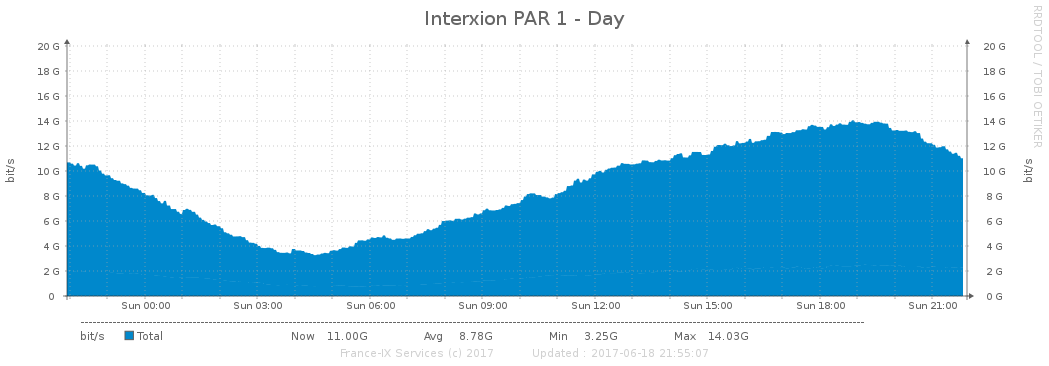 Interxion PAR 1 - Day
RRDTOOL / TOBI OETIKER
20 G 20 G
18 G 18 G
16 G 16 G
14 G 14 G
12 G 12 G
10 G 10 G
8 G 8 G
6 G 6 G
4 G 4 G
2 G 2 G
0 0 G
bit/s
bit/s
Sun 00:00 Sun 03:00 Sun 06:00 Sun 09:00 Sun 12:00 Sun 15:00 Sun 18:00 Sun 21:00
bit/s Total Now 11.00G Avg 8.78G Min 3.25G Max 14.03G
France-IX Services (c) 2017 Updated : 2017-06-18 21:55:07